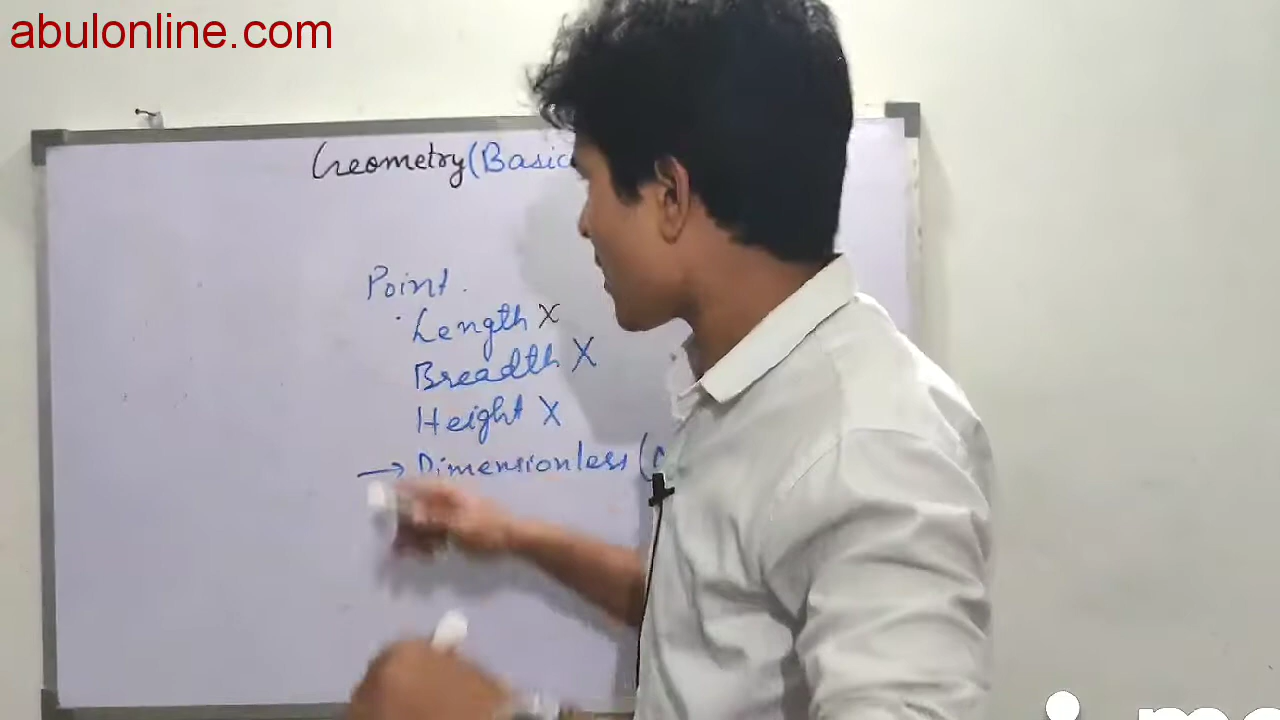 abulonline.com
Geometry (Basic
Point .
Length X
Breadth X
Height X
→ Dimensionless (